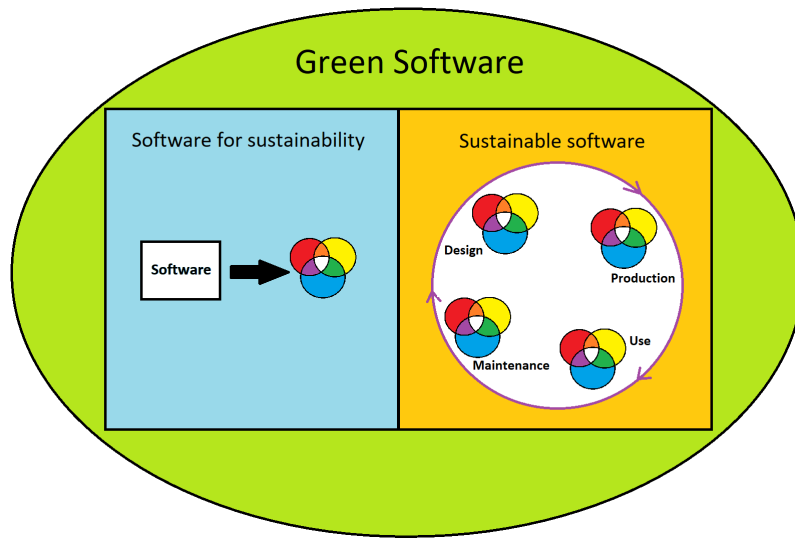 Green Software
Software for sustainability
Sustainable software
Software
Design
Production
Use
Maintenance